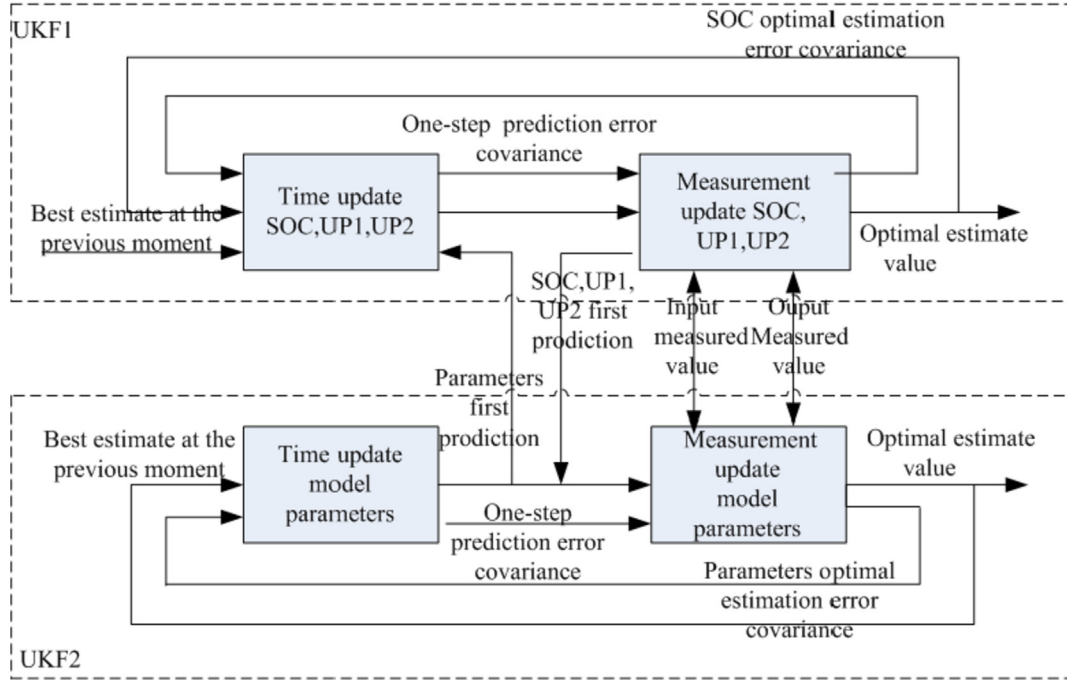 UKF1
SOC optimal estimation
error covariance
One-step prediction error
covariance
Best estimate at the
previous moment
Time update
SOC,UP1,UP2
Measurement
update SOC,
UP1,UP2
Optimal estimate
value
SOC,UP1,
UP2 first
prodiction
Input
measured
value
Ouput
Measured
value
Parameters
first
prodiction
Best estimate at the
previous moment
Time update
model
parameters
Measurement
update
model
parameters
Optimal estimate
value
One-step
prediction error
covariance
Parameters optimal
estimation error
covariance
UKF2